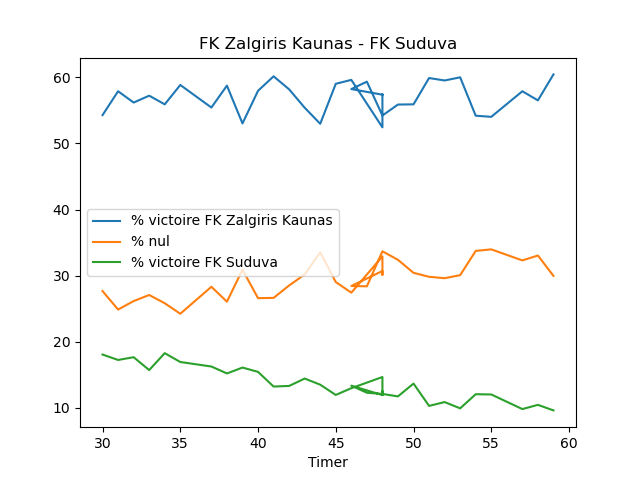 FK Zalgiris Kaunas - FK Suduva
60
50
40
30
20
10
% victoire FK Zalgiris Kaunas
% nul
% victoire FK Suduva
30 35 40 45 50 55 60
Timer